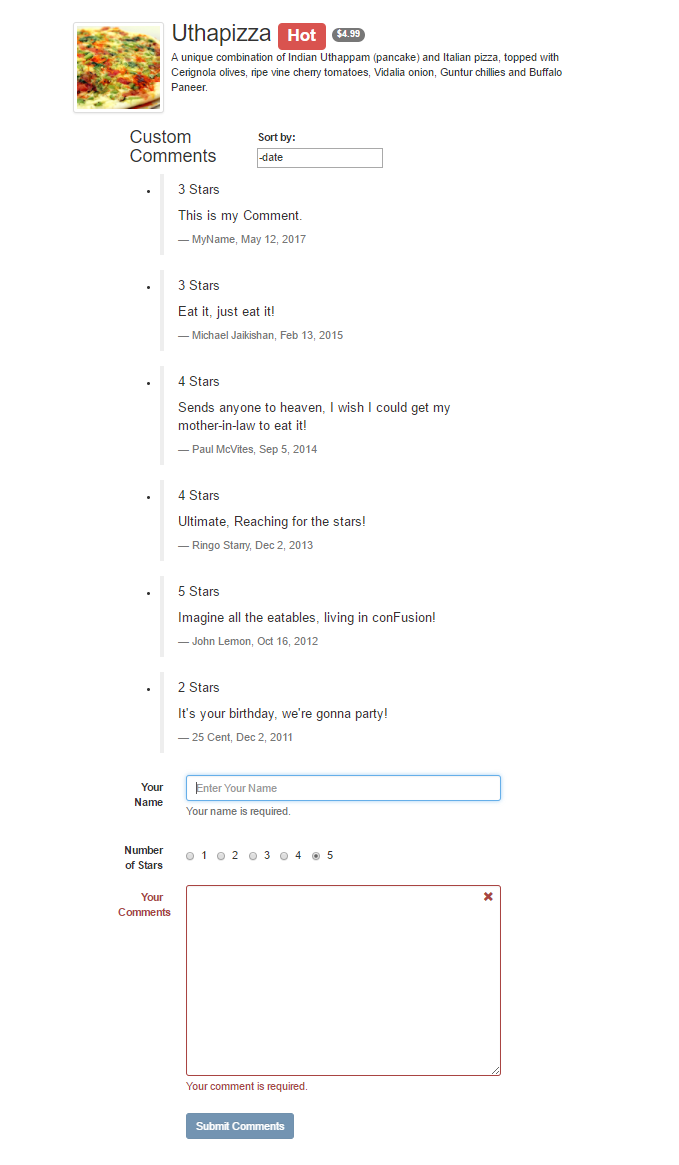 Uthapizza Hot $4.99
A unique combination of Indian Uthappam (pancake) and Italian pizza, topped with
Cerignola olives, ripe vine cherry tomatoes, Vidalia onion, Guntur chillies and Buffalo
Paneer.
Custom
Comments
Sort by:
-date
3 Stars
This is my Comment.
— MyName, May 12, 2017
3 Stars
Eat it, just eat it!
— Michael Jaikishan, Feb 13, 2015
4 Stars
Sends anyone to heaven, I wish I could get my
mother-in-law to eat it!
— Paul McVites, Sep 5, 2014
4 Stars
Ultimate, Reaching for the stars!
— Ringo Starry, Dec 2, 2013
5 Stars
Imagine all the eatables, living in conFusion!
— John Lemon, Oct 16, 2012
2 Stars
It's your birthday, we're gonna party!
— 25 Cent, Dec 2, 2011
Your
Name
Enter Your Name
Your name is required.
Number
of Stars
1 2 3 4 5
Your
Comments
Your comment is required.
Submit Comments